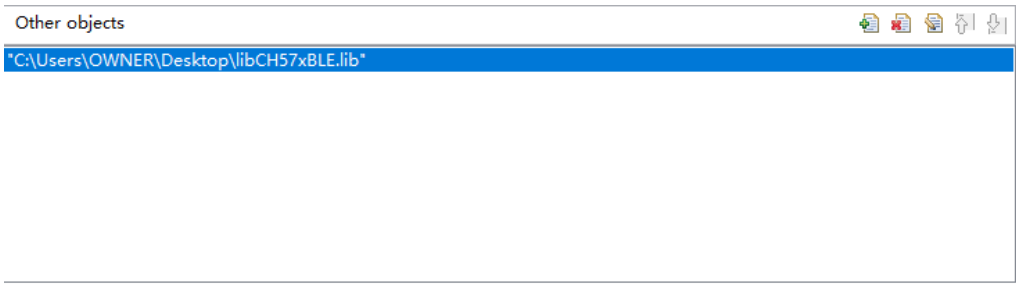 Other objects
"C:\Users\OWNER\Desktop\libCH57xBLE.lib"